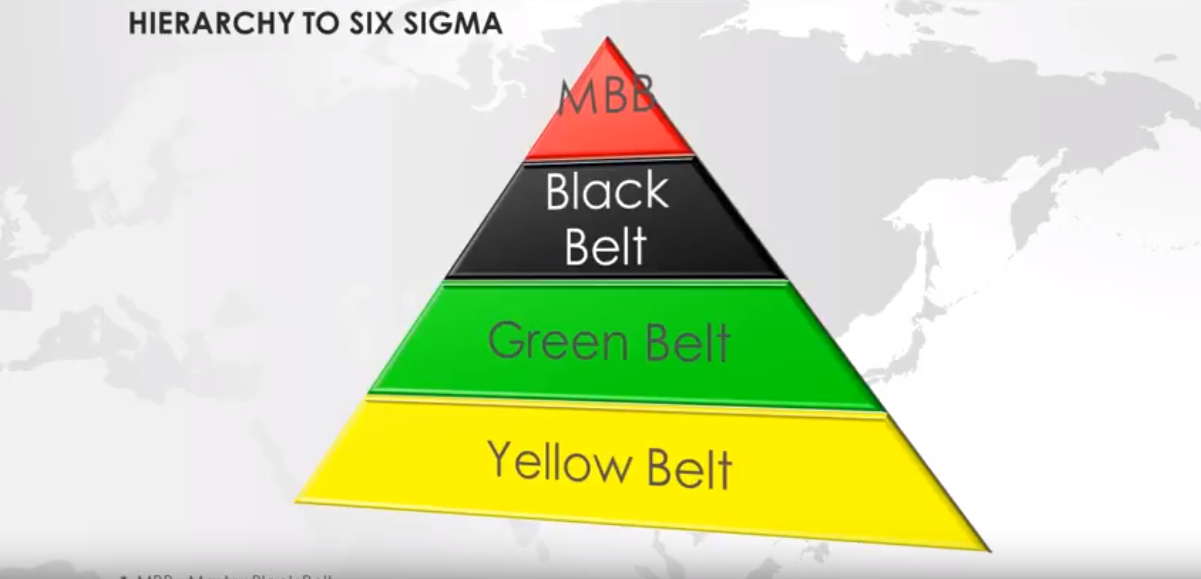 HIERARCHY TO SIX SIGMA
MBB
Black
Belt
Green Belt
Yellow Belt